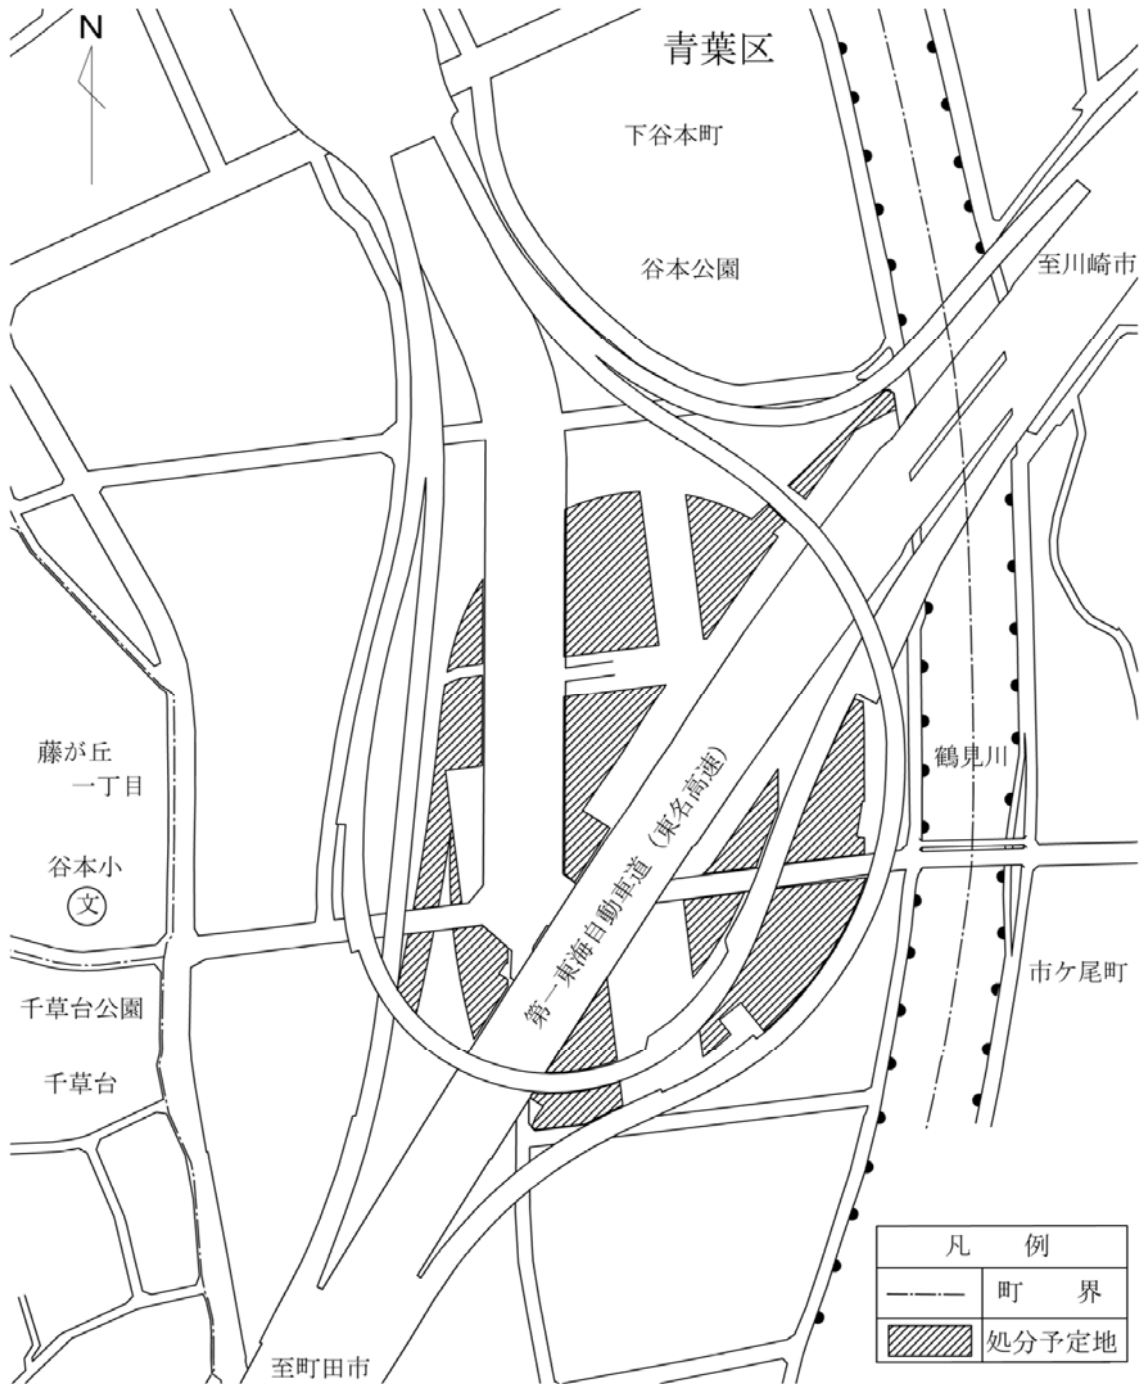 N
青葉区
下谷本町
谷本公園
至川崎市
藤が丘
一丁目
谷本小
文
千草台公園
千草台
第一東海自動車道(東名高速)
鶴見川
市ケ尾町
至町田市
凡 例
町 界
処分予定地